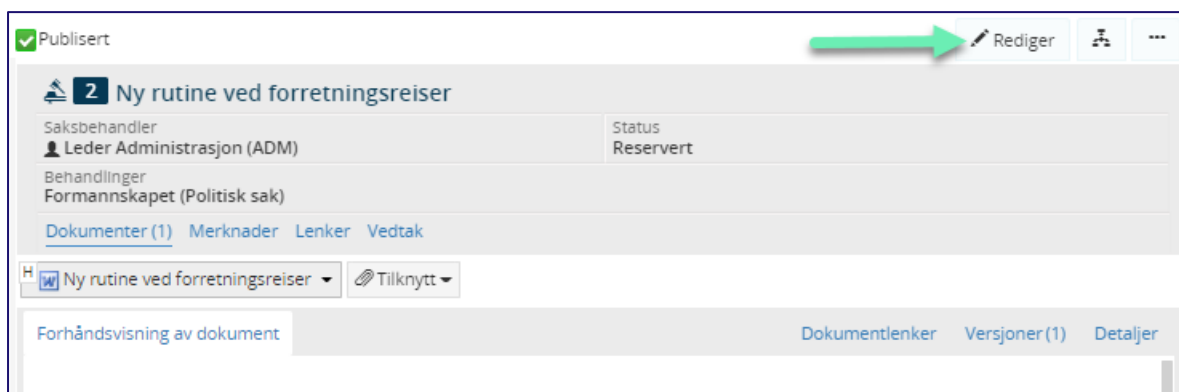 Publisert
Rediger
2 Ny rutine ved forretningsreiser
Saksbehandler Status
Leder Administrasjon (ADM) Reservert
Behandlinger
Formannskapet (Politisk sak)
Dokumenter (1) Merknader Lenker Vedtak
H W Ny rutine ved forretningsreiser Tilknytt
Forhåndsvisning av dokument Dokumentlenker Versjoner (1) Detaljer